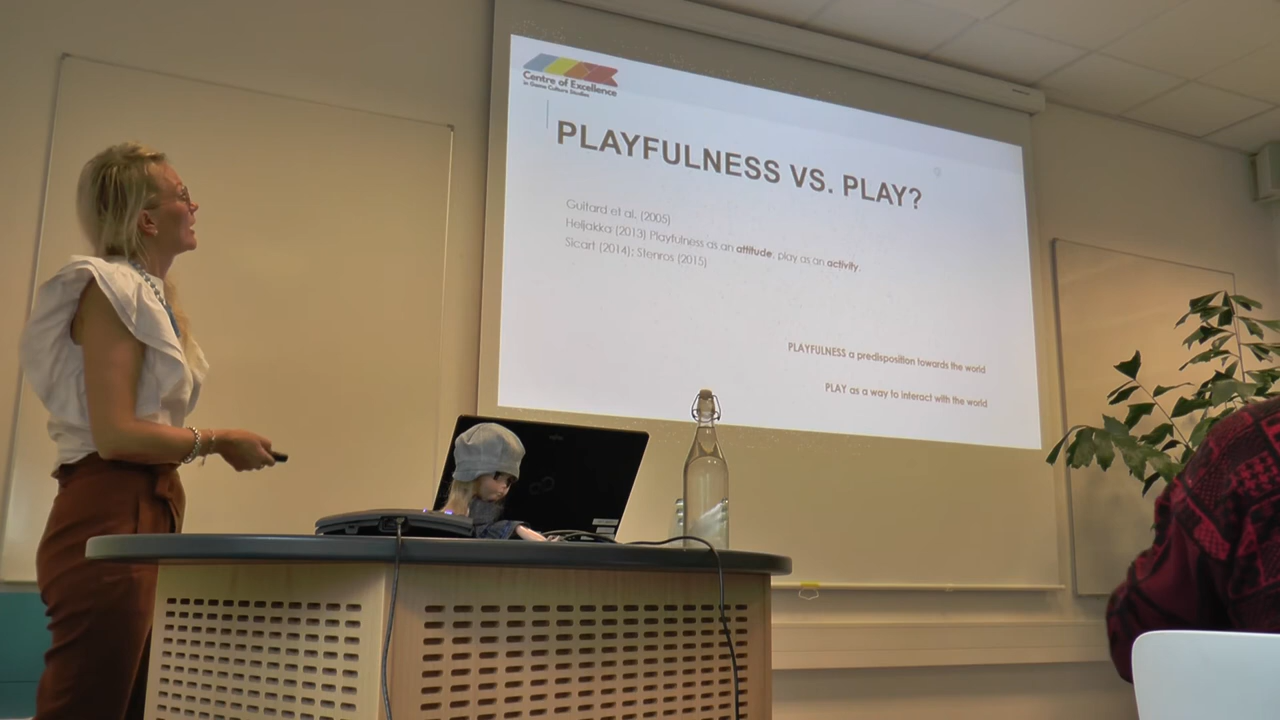 Centre of Excellence
in Game Culture Studies
PLAYFULNESS VS. PLAY?
Guitard et al. (2005)
Heljakka (2013) Playfulness as an attitude, play as an activity.
Sicart (2014); Stenros (2015)
PLAYFULNESS a predisposition towards the world
PLAY as a way to interact with the world